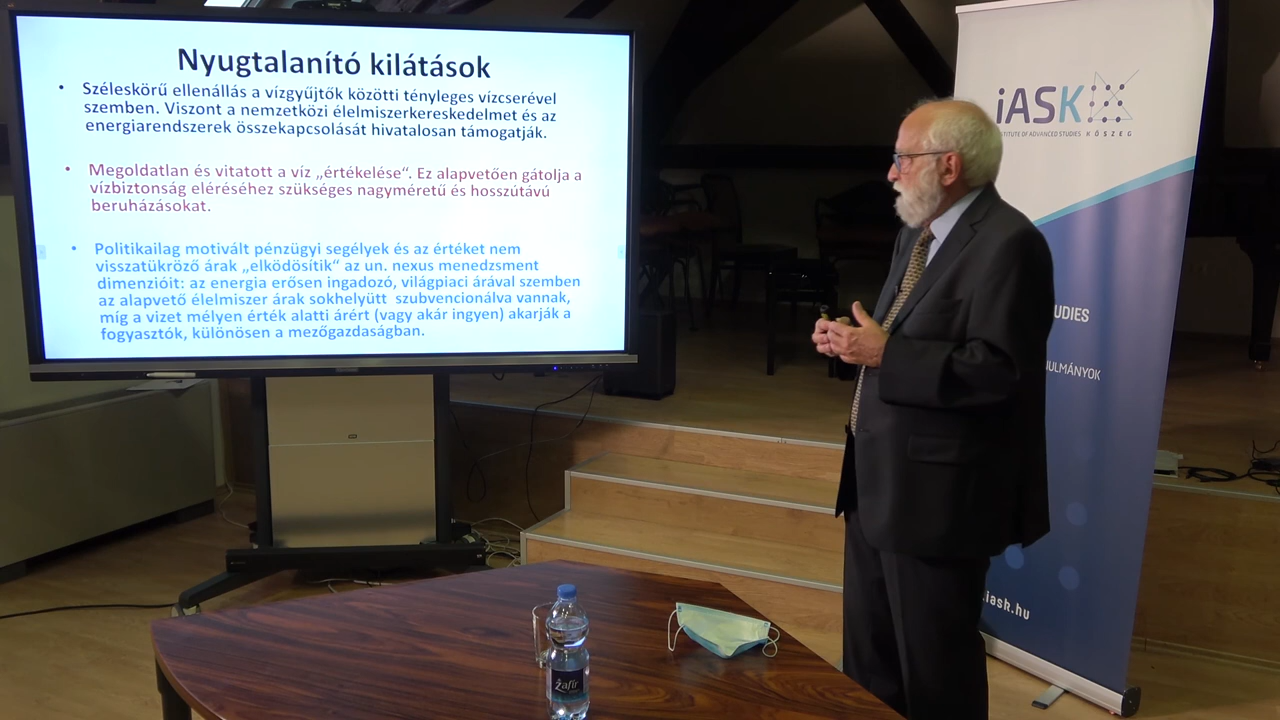 Nyugtalanító kilátások
• Széleskörű ellenállás a vízgyűjtők közötti tényleges vízcserével
szemben. Viszont a nemzetközi élelmiszerkereskedelmet és az
energiarendszerek összekapcsolását hivatalosan támogatják.
• Megoldatlan és vitatott a víz „értékelése“. Ez alapvetően gátolja a
vízbiztonság eléréséhez szükséges nagyméretű és hosszútávú
beruházásokat.
• Politikailag motivált pénzügyi segélyek és az értéket nem
visszatükröző árak „elködösítik“ az un. nexus menedzsment
dimenzióit: az energia erősen ingadozó, világpiaci árával szemben
az alapvető élelmiszer árak sokhelyütt szubvencionálva vannak,
míg a vizet mélyen érték alatti árért (vagy akár ingyen) akarják a
fogyasztók, különösen a mezőgazdaságban.
iASK
OF ADVANCED STUDIES KŐSZEG
.iask.hu
Zafír